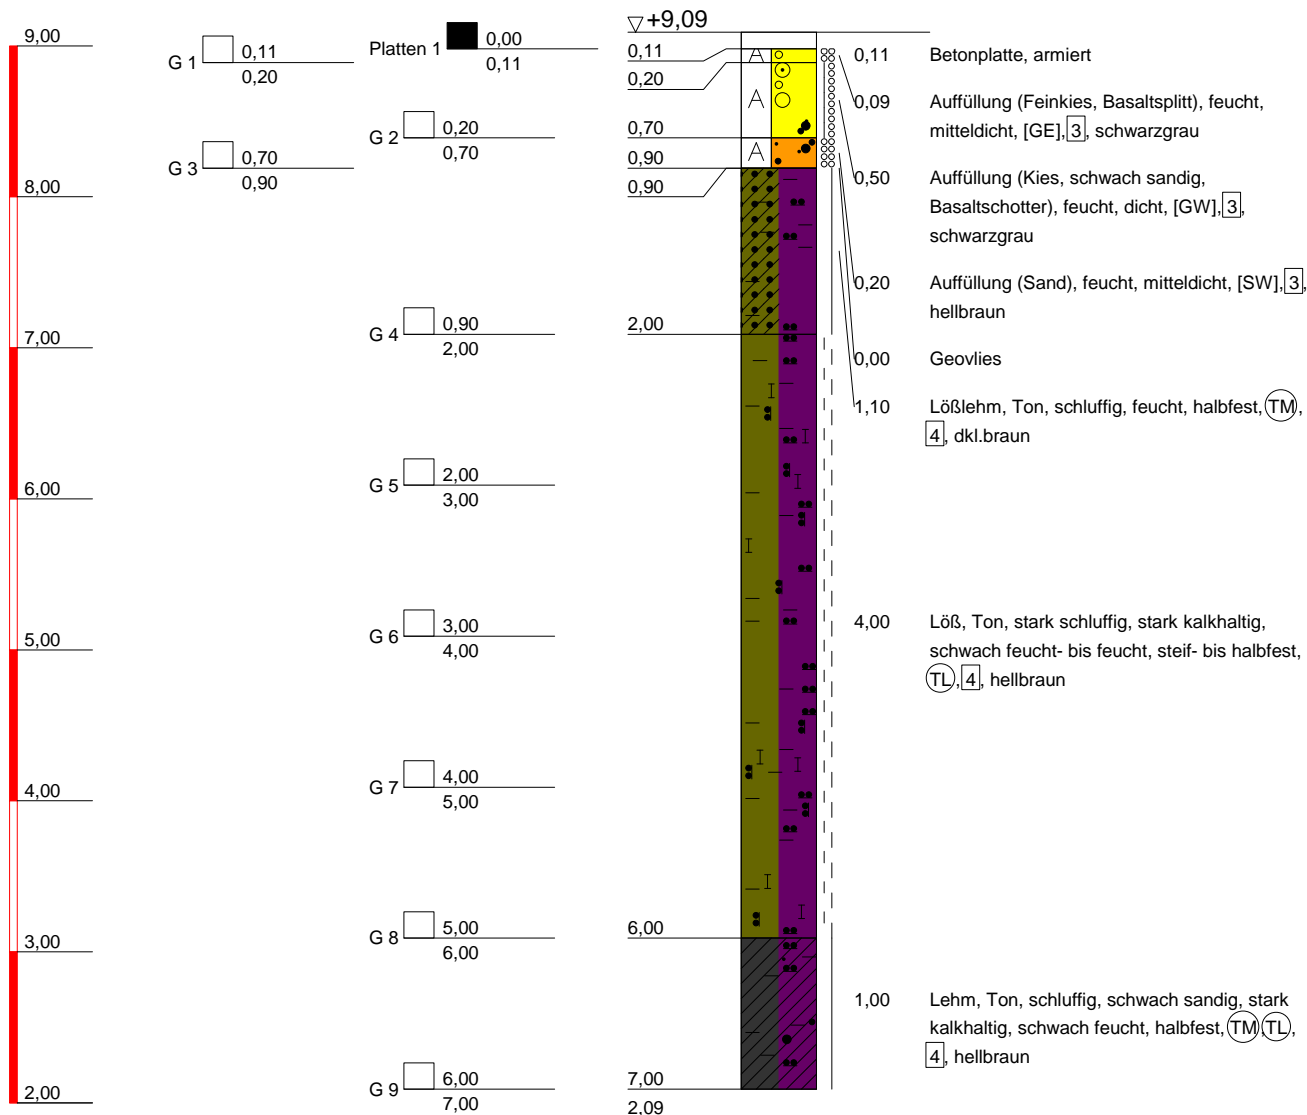 +9,09
9,00
G 1
0,11
0,20
Platten 1
0,00
0,11
0,11
A
0,11
Betonplatte, armiert
0,20
A
0,09
Auffüllung (Feinkies, Basaltsplitt), feucht,
mitteldicht, [GE], 3, schwarzgrau
G 2
0,20
0,70
0,70
G 3
0,70
0,90
0,90
A
8,00
0,90
0,50
Auffüllung (Kies, schwach sandig,
Basaltschotter), feucht, dicht, [GW], 3,
schwarzgrau
0,20
Auffüllung (Sand), feucht, mitteldicht, [SW], 3,
hellbraun
G 4
0,90
2,00
2,00
7,00
0,00
Geovlies
1,10
Lößlehm, Ton, schluffig, feucht, halbfest, TM,
4, dkl.braun
G 5
2,00
3,00
6,00
G 6
3,00
4,00
5,00
4,00
Löß, Ton, stark schluffig, stark kalkhaltig,
schwach feucht- bis feucht, steif- bis halbfest,
TL, 4, hellbraun
G 7
4,00
5,00
4,00
G 8
5,00
6,00
6,00
3,00
1,00
Lehm, Ton, schluffig, schwach sandig, stark
kalkhaltig, schwach feucht, halbfest, TM, TL,
4, hellbraun
G 9
6,00
7,00
7,00
2,09
2,00